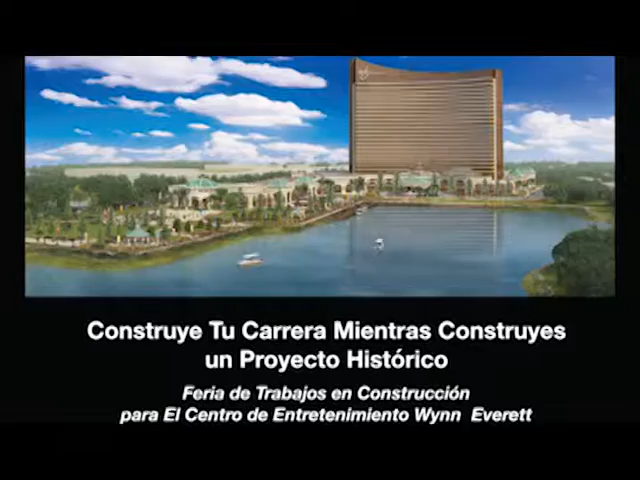 Construye Tu Carrera Mientras Construyes
un Proyecto Histórico
Feria de Trabajos en Construcción
para El Centro de Entretenimiento Wynn Everett